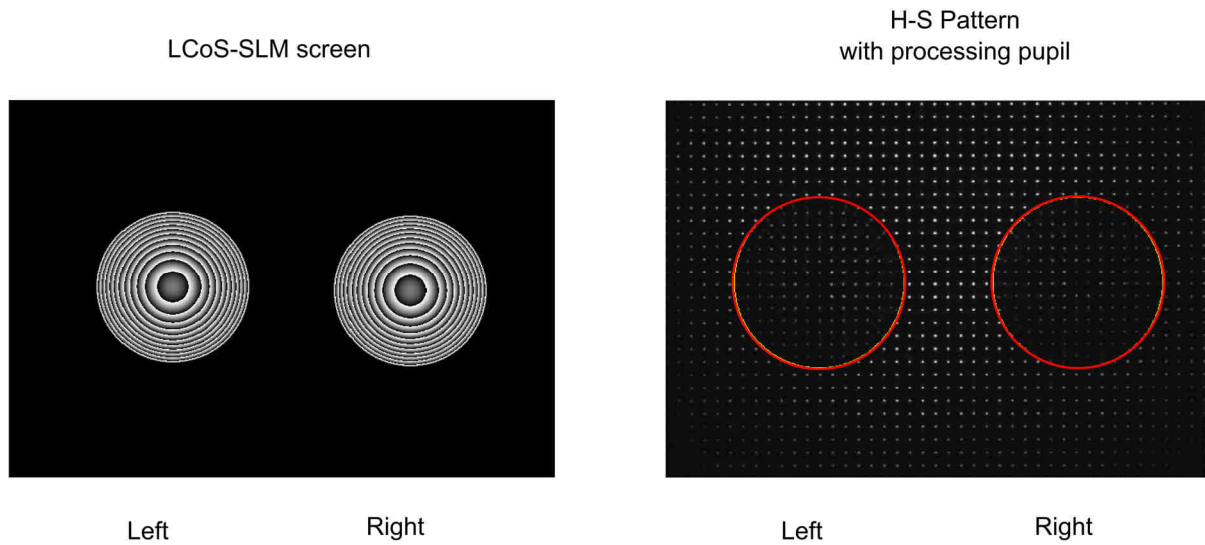 LCoS-SLM screen
H-S Pattern
with processing pupil
Left
Right
Left
Right